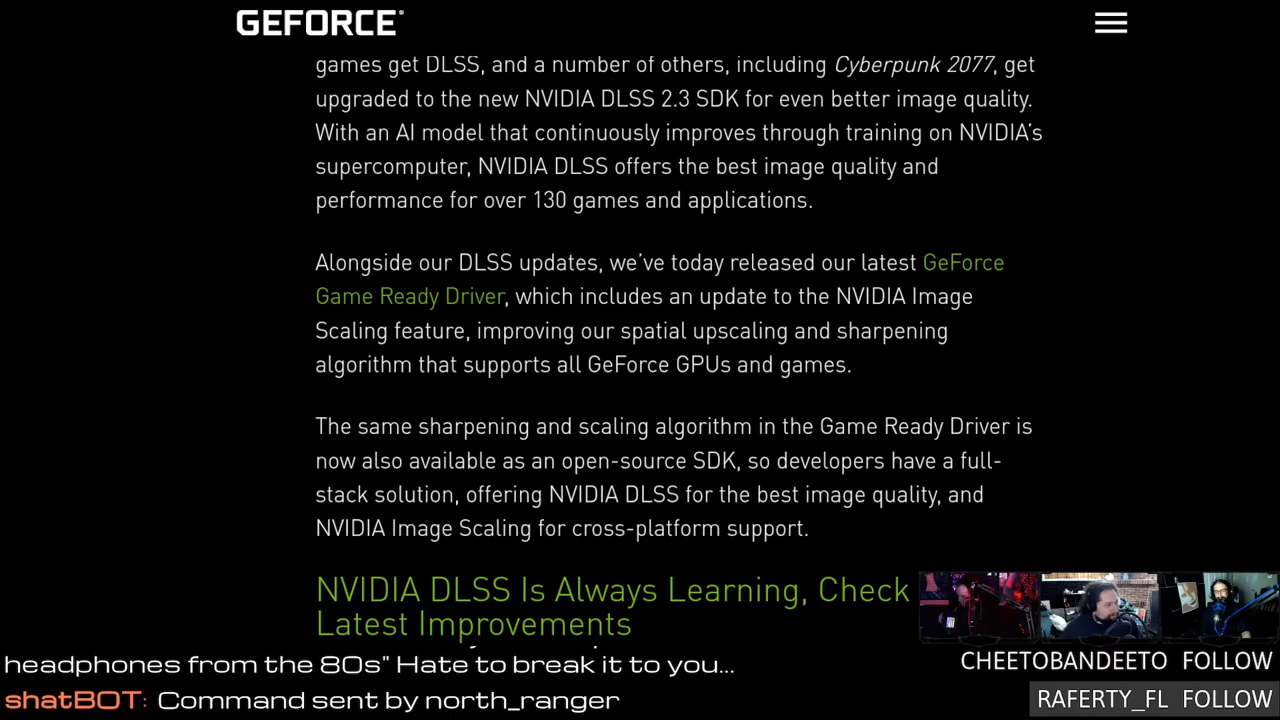 GEFORCE
games get DLSS, and a number of others, including Cyberpunk 2077, get
upgraded to the new NVIDIA DLSS 2.3 SDK for even better image quality.
With an AI model that continuously improves through training on NVIDIA's
supercomputer, NVIDIA DLSS offers the best image quality and
performance for over 130 games and applications.
Alongside our DLSS updates, we've today released our latest GeForce
Game Ready Driver, which includes an update to the NVIDIA Image
Scaling feature, improving our spatial upscaling and sharpening
algorithm that supports all GeForce GPUs and games.
The same sharpening and scaling algorithm in the Game Ready Driver is
now also available as an open-source SDK, so developers have a full-
stack solution, offering NVIDIA DLSS for the best image quality, and
NVIDIA Image Scaling for cross-platform support.
NVIDIA DLSS Is Always Learning, Check
Latest Improvements
headphones from the 80s" Hate to break it to you...
shatBOT: Command sent by north_ranger
CHEETOBANDEETO FOLLOW
RAFERTY_FL FOLLOW